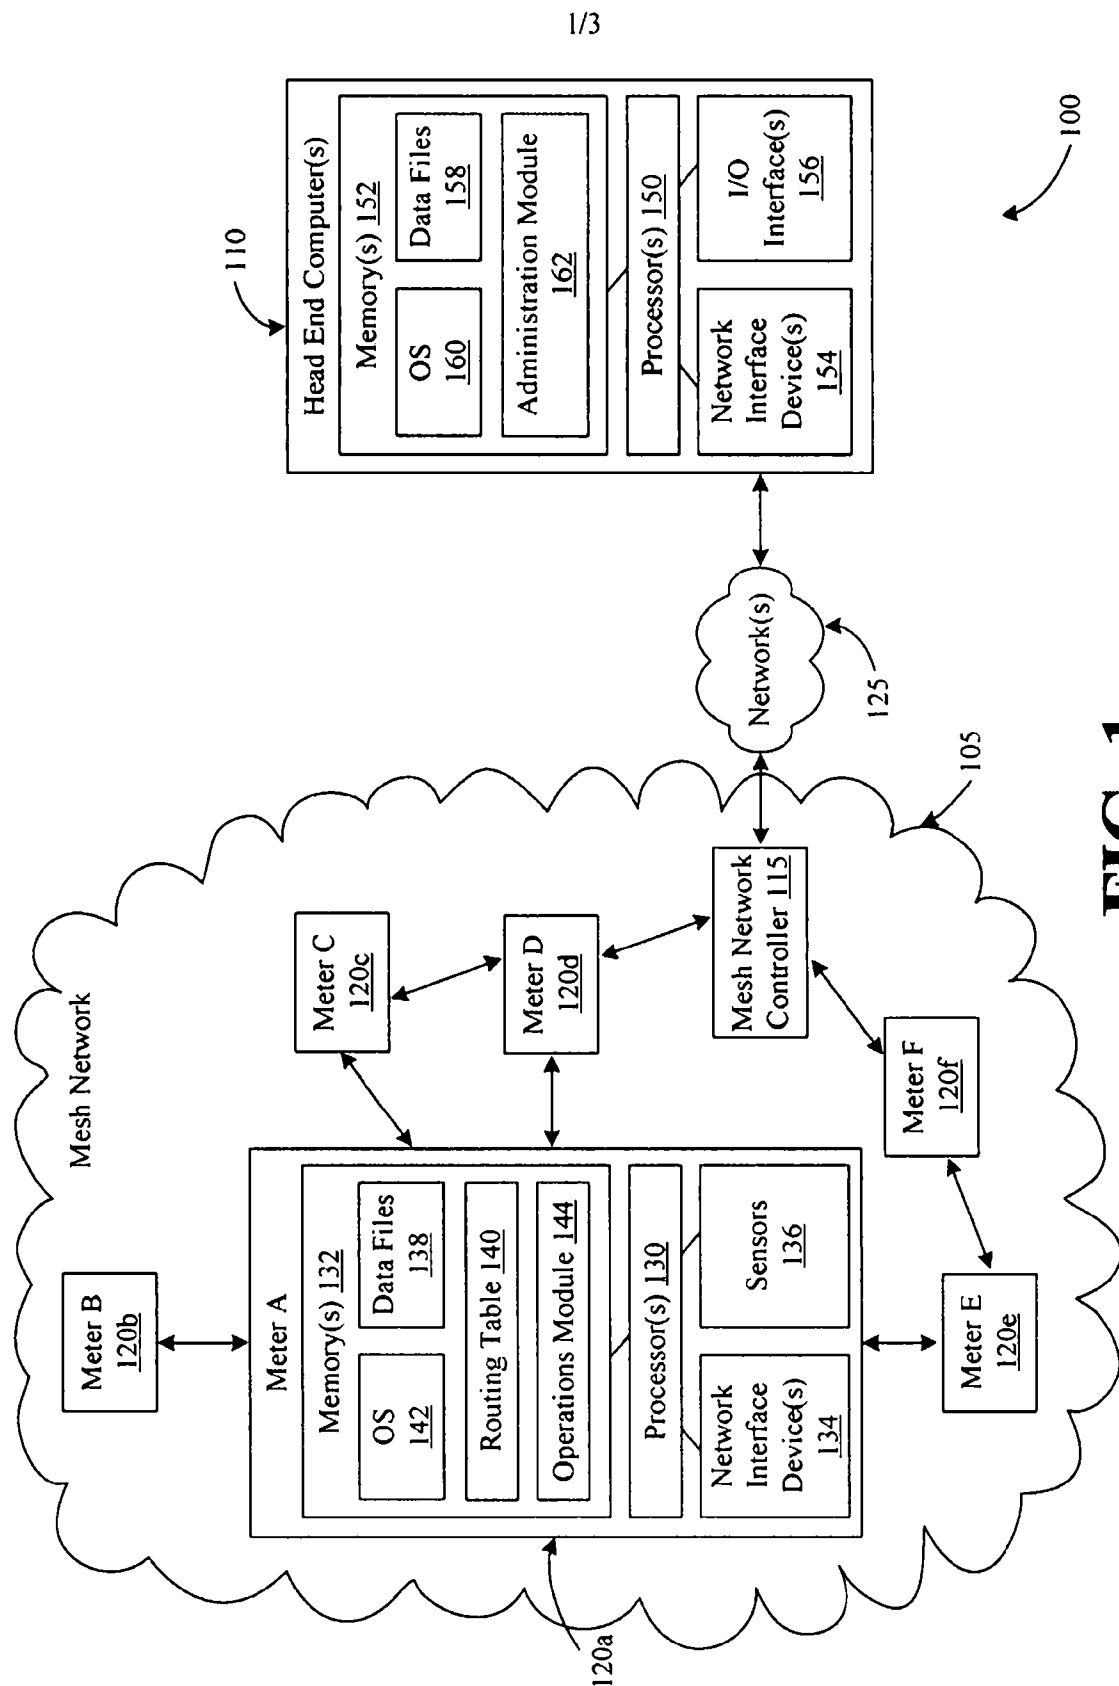 1/3
Mesh Network
Meter B
120b
Meter A
Memory(s) 132
OS
142
Data Files
138
Routing Table 140
Operations Module 144
Processor(s) 130
Network
Interface
Device(s)
134
Sensors
136
120a
Meter C
120c
Meter D
120d
Mesh Network
Controller 115
Meter E
120e
Meter F
120f
105
Network(s)
125
110
Head End Computer(s)
Memory(s) 152
OS
160
Data Files
158
Administration Module
162
Processor(s) 150
Network
Interface
Device(s)
154
I/O
Interface(s)
156
100
FIG. 1